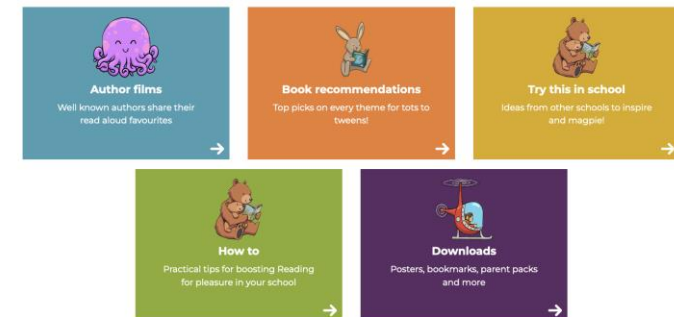 Author films
Well known authors share their
read aloud favourites
Book recommendations
Top picks on every theme for tots to
tweens!
Try this in school
Ideas from other schools to inspire
and magpie!
How to
Practical tips for boosting Reading
for pleasure in your school
Downloads
Posters, bookmarks, parent packs
and more